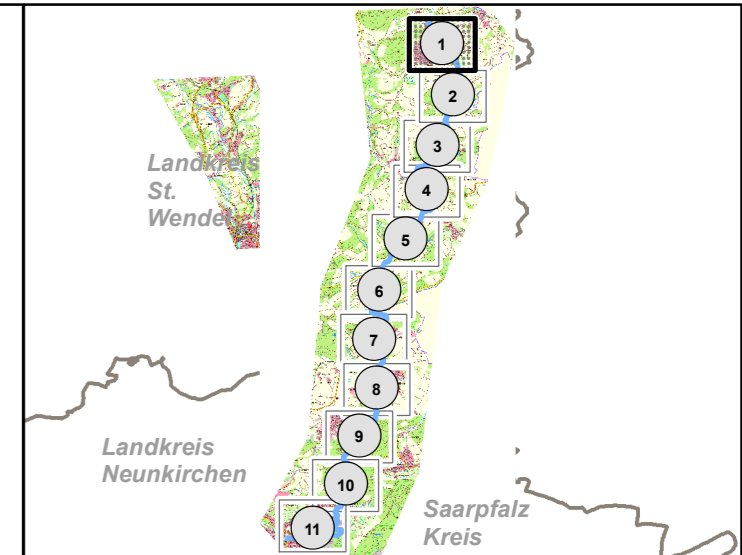 1
2
3
4
5
6
7
8
9
10
11
Landkreis
St.
Wendel
Landkreis
Neunkirchen
Saarpfalz
Kreis